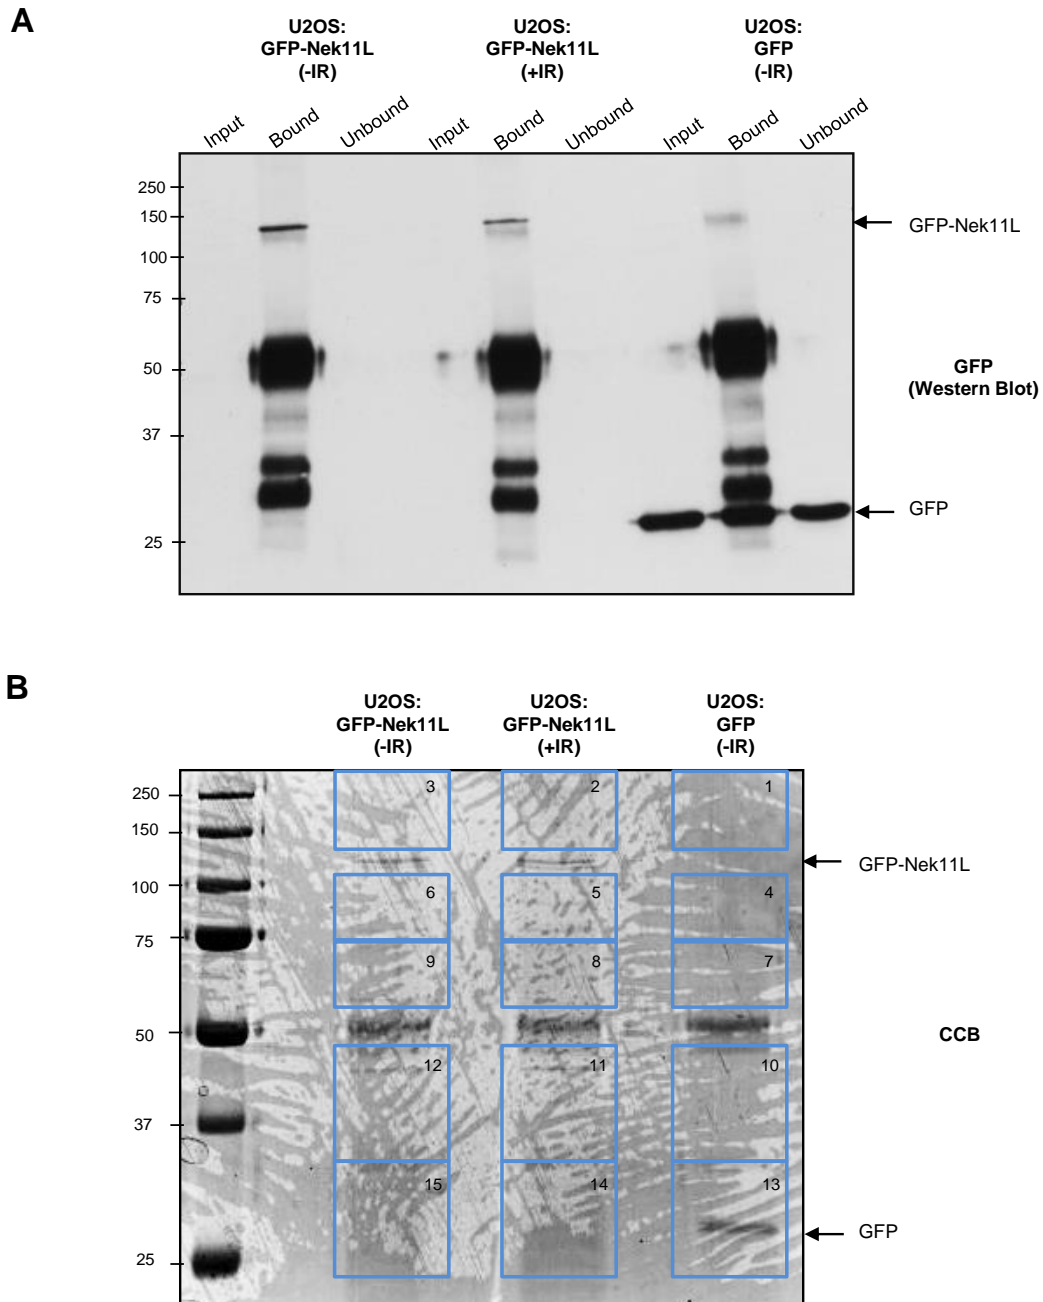 A
U2OS:
GFP-Nek11L
(-IR)
U2OS:
GFP-Nek11L
(+IR)
U2OS:
GFP
(-IR)
Input
Bound
Unbound
Input
Bound
Unbound
Input
Bound
Unbound
250
150
100
75
50
37
25
GFP-Nek11L
GFP
(Western Blot)
GFP
B
U2OS:
GFP-Nek11L
(-IR)
U2OS:
GFP-Nek11L
(+IR)
U2OS:
GFP
(-IR)
250
150
100
75
50
37
25
3
2
1
6
5
4
9
8
7
12
11
10
15
14
13
GFP-Nek11L
CCB
GFP